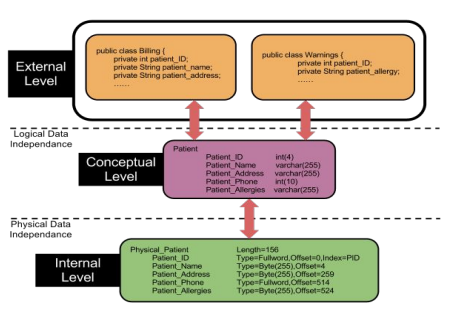 External
Level
public class Billing {
private int patient_ID;
private String patient_name;
private String patient_address;
......
public class Warnings {
private int patient_ID;
private String patient_allergy;
......
Logical Data
Independance
Conceptual
Level
Patient
Patient_ID int(4)
Patient_Name varchar(255)
Patient_Address varchar(255)
Patient_Phone int(10)
Patient_Allergies varchar(255)
Physical Data
Independance
Internal
Level
Physical_Patient Length=156
Patient_ID Type=Fullword,Offset=0,Index=PID
Patient_Name Type=Byte(255),Offset=4
Patient_Address Type=Byte(255),Offset=259
Patient_Phone Type=Fullword,Offset=514
Patient_Allergies Type=Byte(255),Offset=524